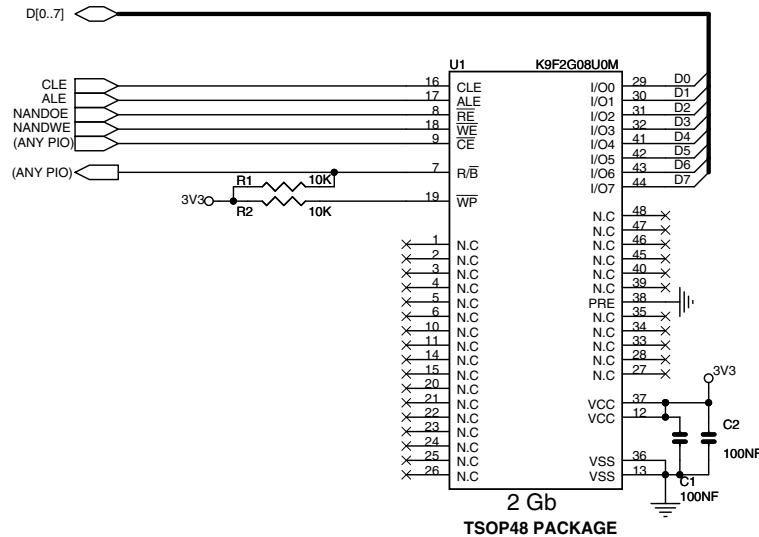 D[0..7]
U1 K9F2G08U0M
CLE 16 CLE I/O0 29 D0
ALE 17 ALE I/O1 30 D1
NANDOE 8 RE I/O2 31 D2
NANDWE 18 WE I/O3 32 D3
(ANY PIO) 9 CE I/O4 41 D4
I/O5 42 D5
(ANY PIO) 7 R/B I/O6 43 D6
I/O7 44 D7
R1 10K
3V3 19 WP
R2 10K
N.C 48
N.C 47
1 N.C N.C 46
2 N.C N.C 45
3 N.C N.C 40
4 N.C N.C 39
5 N.C PRE 38
6 N.C N.C 35
10 N.C N.C 34
11 N.C N.C 33
14 N.C N.C 28
15 N.C N.C 27
3V3
20 N.C
21 N.C VCC 37
22 N.C VCC 12
23 N.C C2
24 N.C
100NF
25 N.C VSS 36
26 N.C VSS 13
C1
100NF
2 Gb
TSOP48 PACKAGE